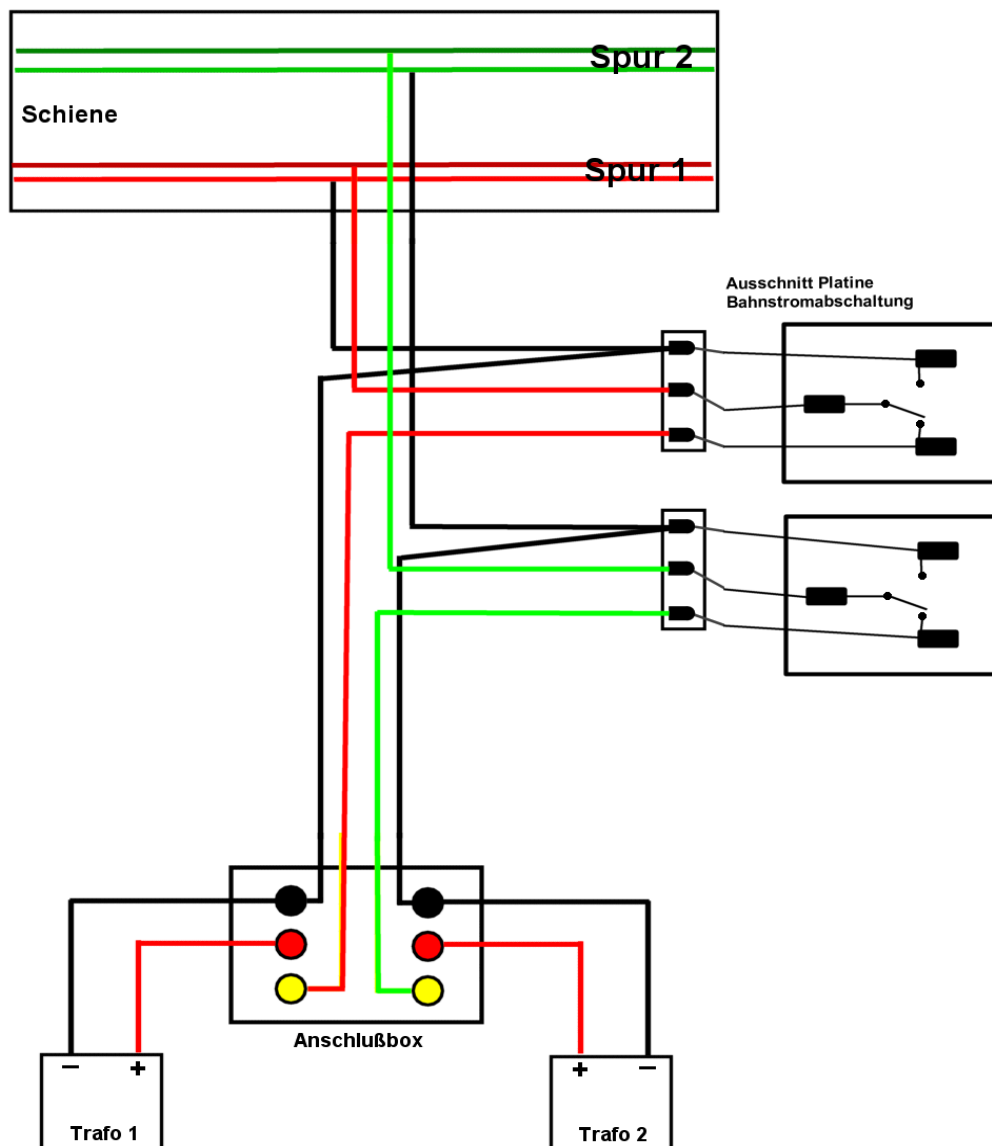 Spur 2
Schiene
Spur 1
Ausschnitt Platine
Bahnstromabschaltung
Anschlußbox
− +
+ −
Trafo 1
Trafo 2